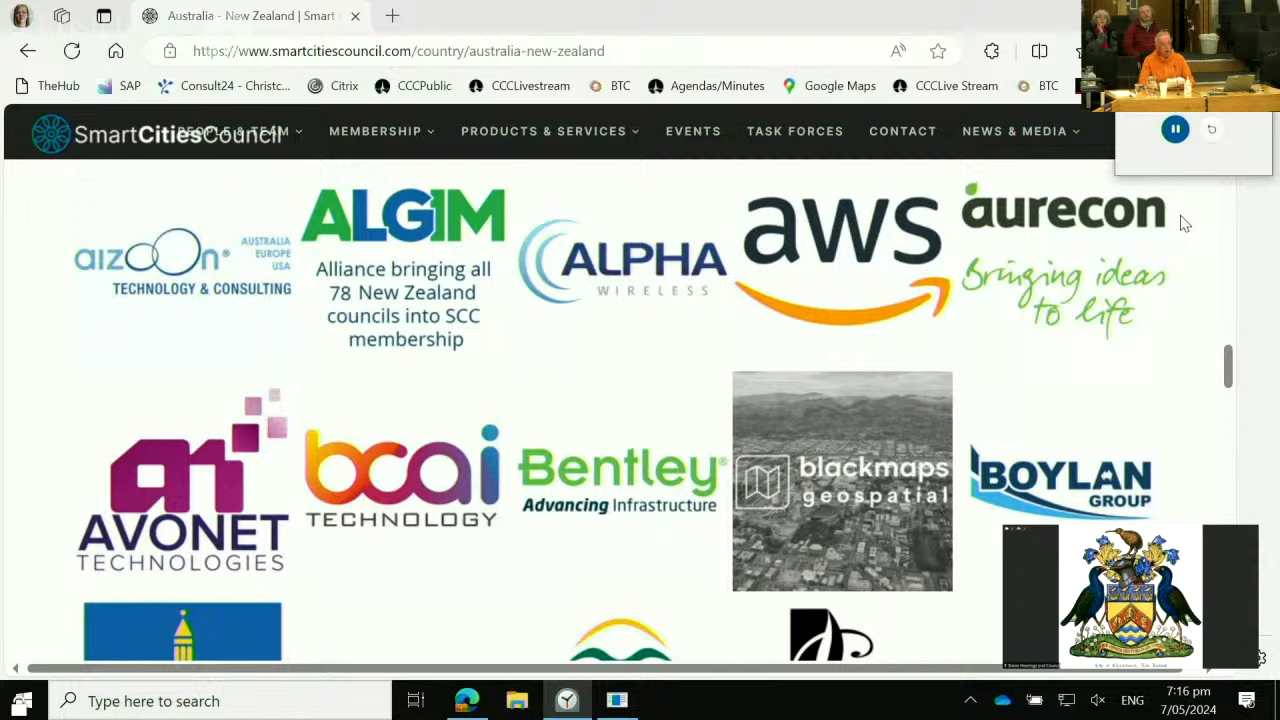 Australia - New Zealand | Smart
https://www.smartcitiescouncil.com/country/australia-new-zealand
TheHub
SAP
Consult24 - Christc...
Citrix
CCCPublic
CCCLivestream
BTC
Agendas/Minutes
Google Maps
CCCLive Stream
BTC
SmartCitiesCouncil
PEOPLE & TEAM
MEMBERSHIP
PRODUCTS & SERVICES
EVENTS
TASK FORCES
CONTACT
NEWS & MEDIA
aizoOn®
AUSTRALIA
EUROPE
USA
TECHNOLOGY & CONSULTING
ALGIM
Alliance bringing all
78 New Zealand
councils into SCC
membership
ALPHA
WIRELESS
aws
aurecon
Bringing ideas
to life
AVONET
TECHNOLOGIES
bcai
TECHNOLOGY
Bentley®
Advancing Infrastructure
blackmaps
geospatial
BOYLAN
GROUP
Type here to search
ENG
7:16 pm
7/05/2024